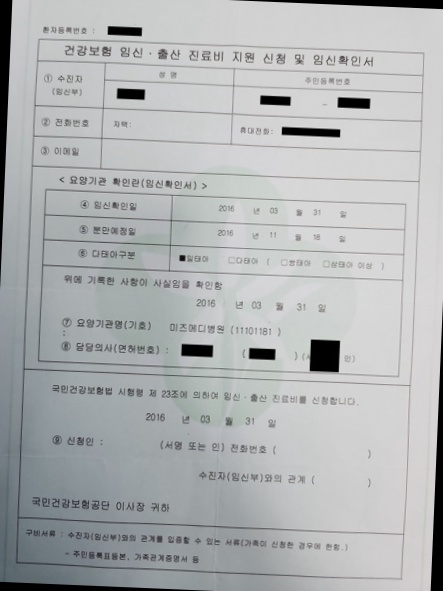 환자등록번호 :
건강보험 임신·출산 진료비 지원 신청 및 임신확인서
① 수진자 (임신부) 성 명 주민등록번호
-
② 전화번호 자택: 휴대전화:
③ 이메일
< 요양기관 확인란(임신확인서) >
④ 임신확인일 2016 년 03 월 31 일
⑤ 분만예정일 2016 년 11 월 16 일
⑥ 다태아구분 ■일태아 □다태아 ( □쌍태아 □삼태아 이상 )
위에 기록한 사항이 사실임을 확인함
2016 년 03 월 31 일
⑦ 요양기관명(기호) 미즈메디병원 (11101181 )
:
⑧ 담당의사(면허번호) : ( ) (서 인)
국민건강보험법 시행령 제 23조에 의하여 임신·출산 진료비를 신청합니다.
2016 년 03 월 31 일
⑨ 신청인 : (서명 또는 인) 전화번호 ( )
수진자(임신부)와의 관계 ( )
국민건강보험공단 이사장 귀하
구비서류 : 수진자(임신부)와의 관계를 입증할 수 있는 서류(가족이 신청한 경우에 한함.)
- 주민등록표등본, 가족관계증명서 등